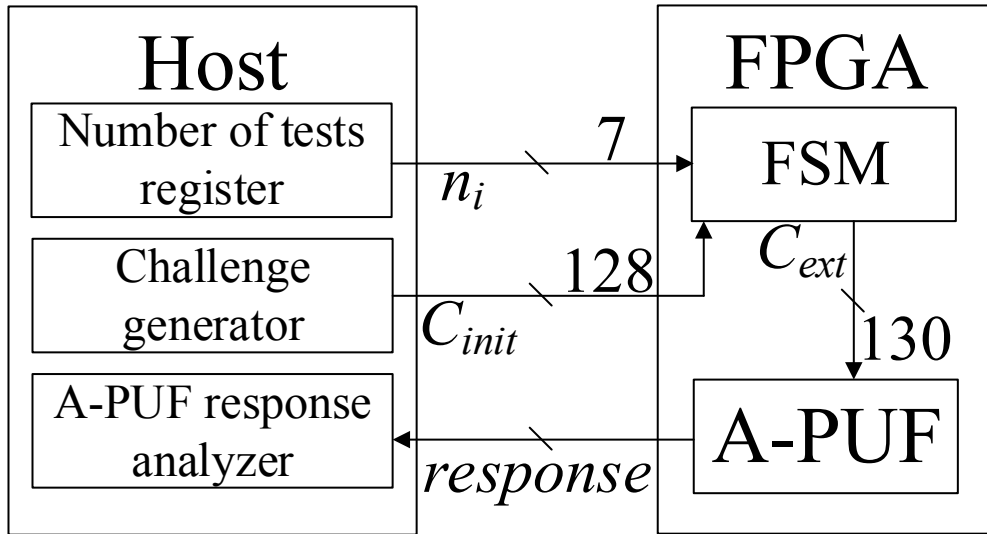 Host
Number of tests
register
Challenge
generator
A-PUF response
analyzer
7
n_i
128
C_init
response
FPGA
FSM
C_ext
130
A-PUF